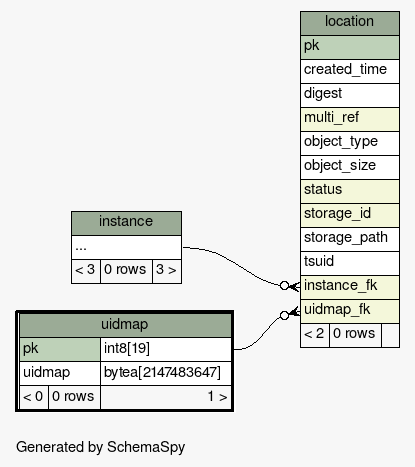 location
pk
created_time
digest
multi_ref
object_type
object_size
status
storage_id
storage_path
tsuid
instance_fk
uidmap_fk
< 2 0 rows
instance
...
< 3 0 rows 3 >
uidmap
pk int8[19]
uidmap bytea[2147483647]
< 0 0 rows 1 >
Generated by SchemaSpy